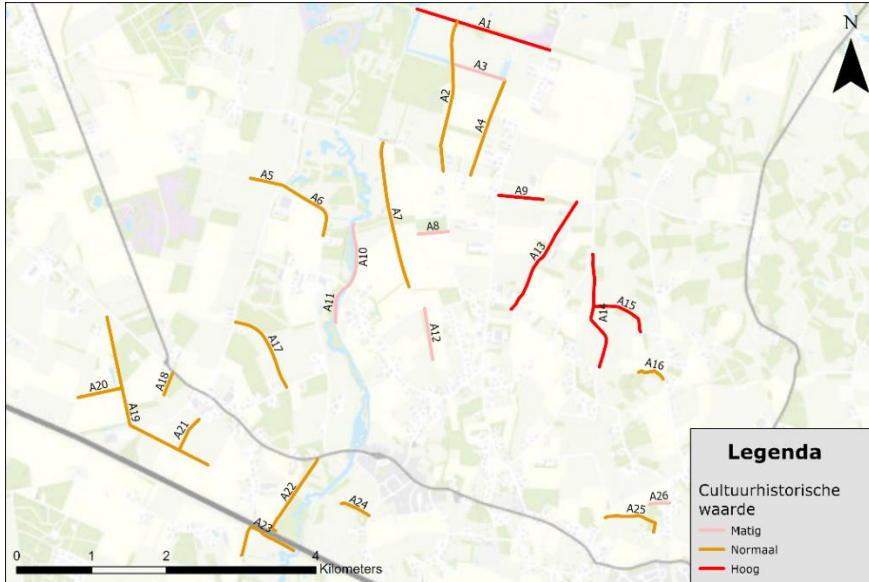 A1
N
A3
A2
A4
A5
A6
A9
A7
A8
A10
A13
A11
A14
A15
A12
A17
A16
A18
A20
A19
A21
A22
A24
A23
A26
A25
Legenda
Cultuurhistorische
waarde
Matig
Normaal
Hoog
0 1 2 4
Kilometers